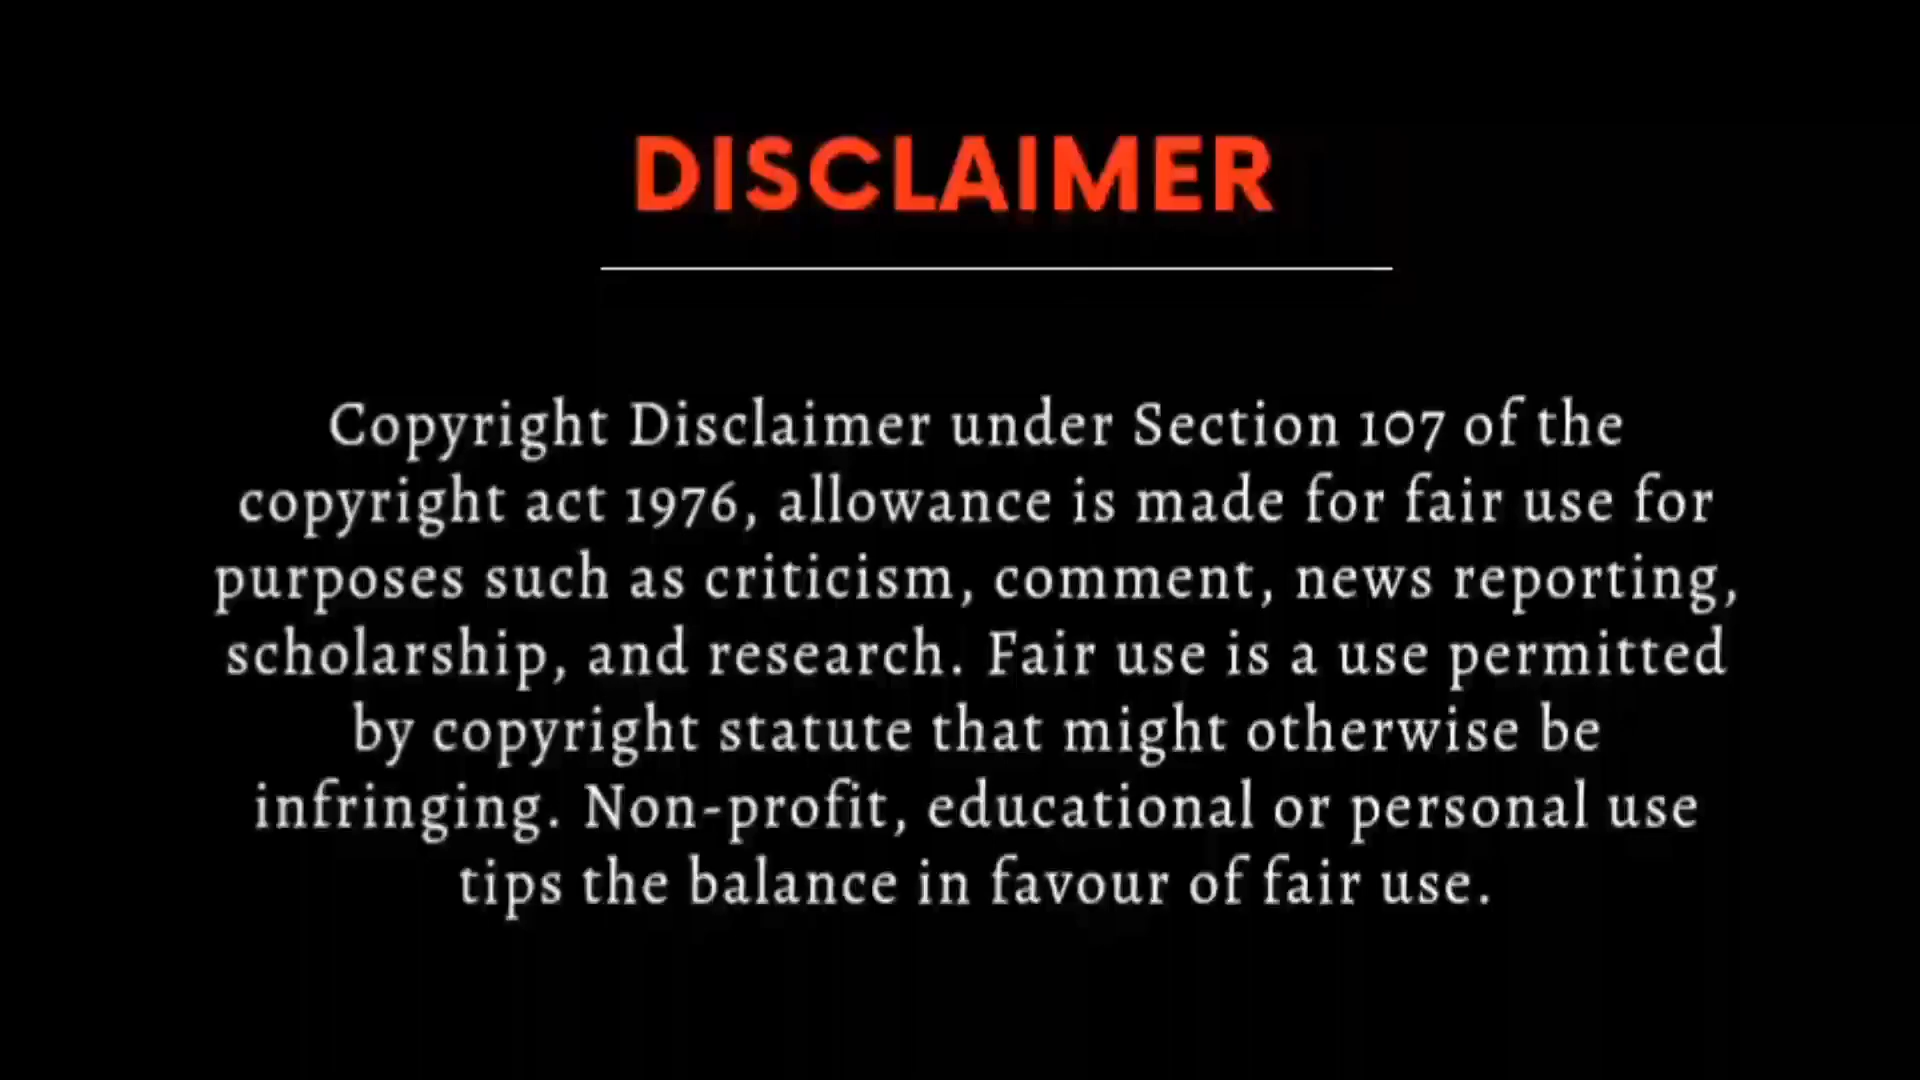 DISCLAIMER
Copyright Disclaimer under Section 107 of the
copyright act 1976, allowance is made for fair use for
purposes such as criticism, comment, news reporting,
scholarship, and research. Fair use is a use permitted
by copyright statute that might otherwise be
infringing. Non-profit, educational or personal use
tips the balance in favour of fair use.